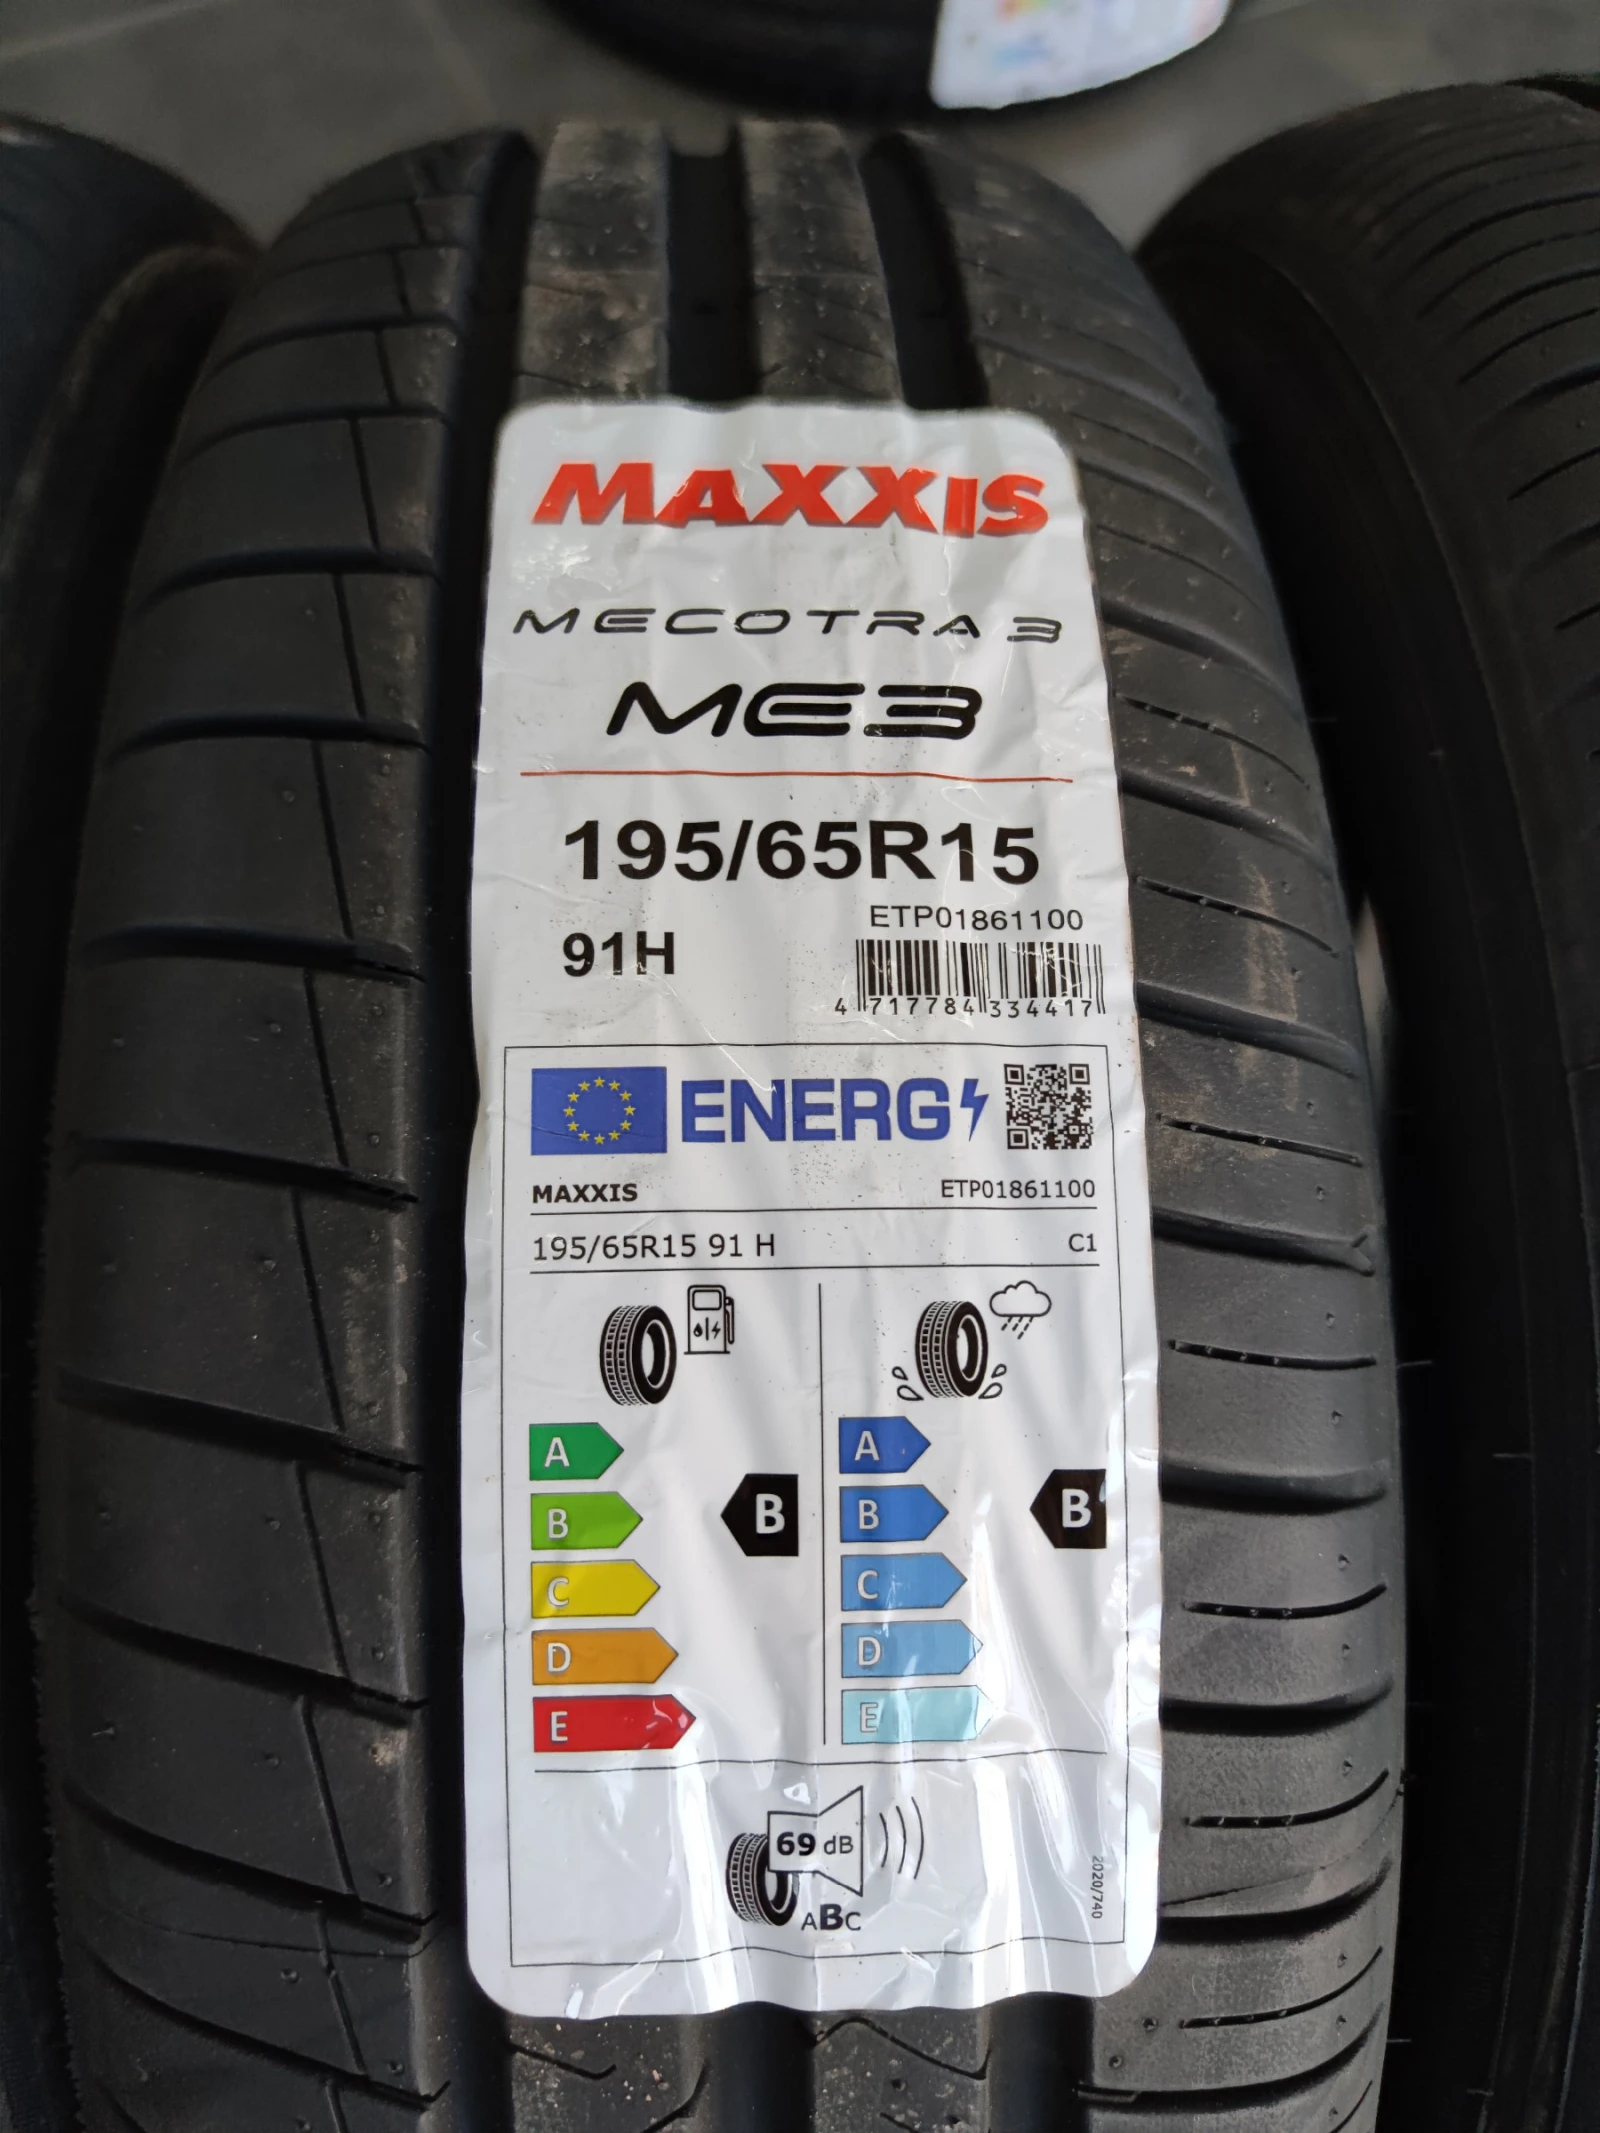 MAXXIS
MECOTRA 3
ME3
195/65R15
ETP01861100
91H
4 717784 334417
ENERG
MAXXIS ETP01861100
195/65R15 91 H C1
A A
B B B B
C C
D D
E E
69 dB
ABC
2020/740